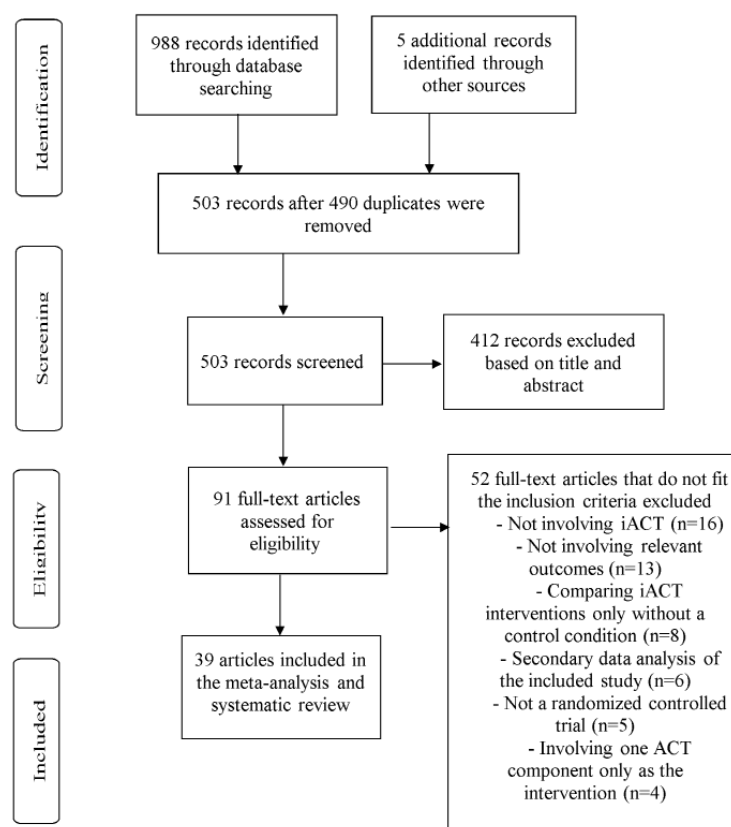 Identification
988 records identified
through database
searching
5 additional records
identified through
other sources
503 records after 490 duplicates were
removed
Screening
503 records screened
412 records excluded
based on title and
abstract
Eligibility
91 full-text articles
assessed for
eligibility
52 full-text articles that do not fit
the inclusion criteria excluded
- Not involving iACT (n=16)
- Not involving relevant
outcomes (n=13)
- Comparing iACT
interventions only without a
control condition (n=8)
- Secondary data analysis of
the included study (n=6)
- Not a randomized controlled
trial (n=5)
- Involving one ACT
component only as the
intervention (n=4)
Included
39 articles included in
the meta-analysis and
systematic review